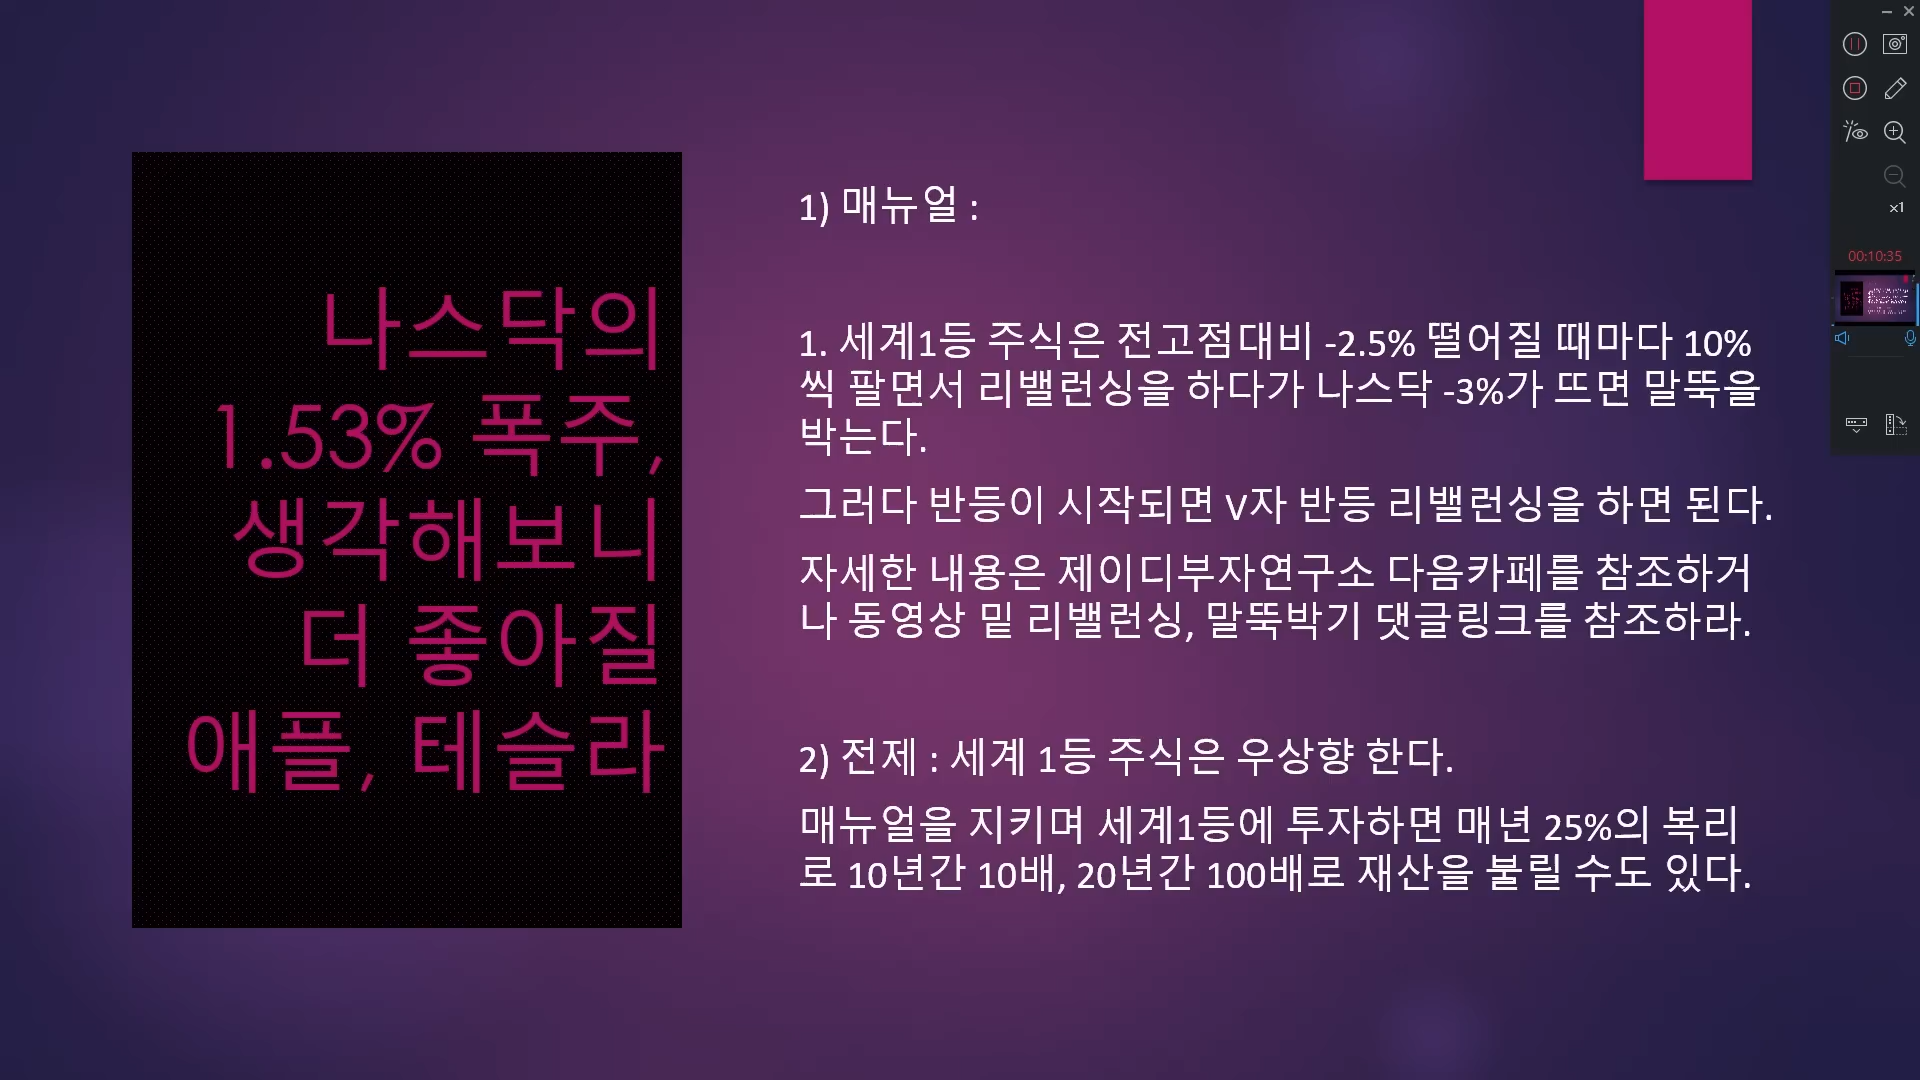 나스닥의
1.53% 폭주,
생각해보니
더 좋아질
애플, 테슬라
1) 매뉴얼 :
1. 세계1등 주식은 전고점대비 -2.5% 떨어질 때마다 10%
씩 팔면서 리밸런싱을 하다가 나스닥 -3%가 뜨면 말뚝을
박는다.
그러다 반등이 시작되면 V자 반등 리밸런싱을 하면 된다.
자세한 내용은 제이디부자연구소 다음카페를 참조하거
나 동영상 밑 리밸런싱, 말뚝박기 댓글링크를 참조하라.
2) 전제 : 세계 1등 주식은 우상향 한다.
매뉴얼을 지키며 세계1등에 투자하면 매년 25%의 복리
로 10년간 10배, 20년간 100배로 재산을 불릴 수도 있다.
x1
00:10:35